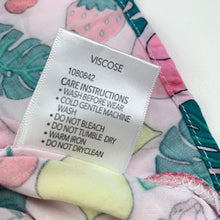 VISCOSE
1080842
CARE INSTRUCTIONS
• WASH BEFORE WEAR
• COLD GENTLE MACHINE
WASH
• DO NOT BLEACH
• DO NOT TUMBLE DRY
• WARM IRON
• DO NOT DRYCLEAN